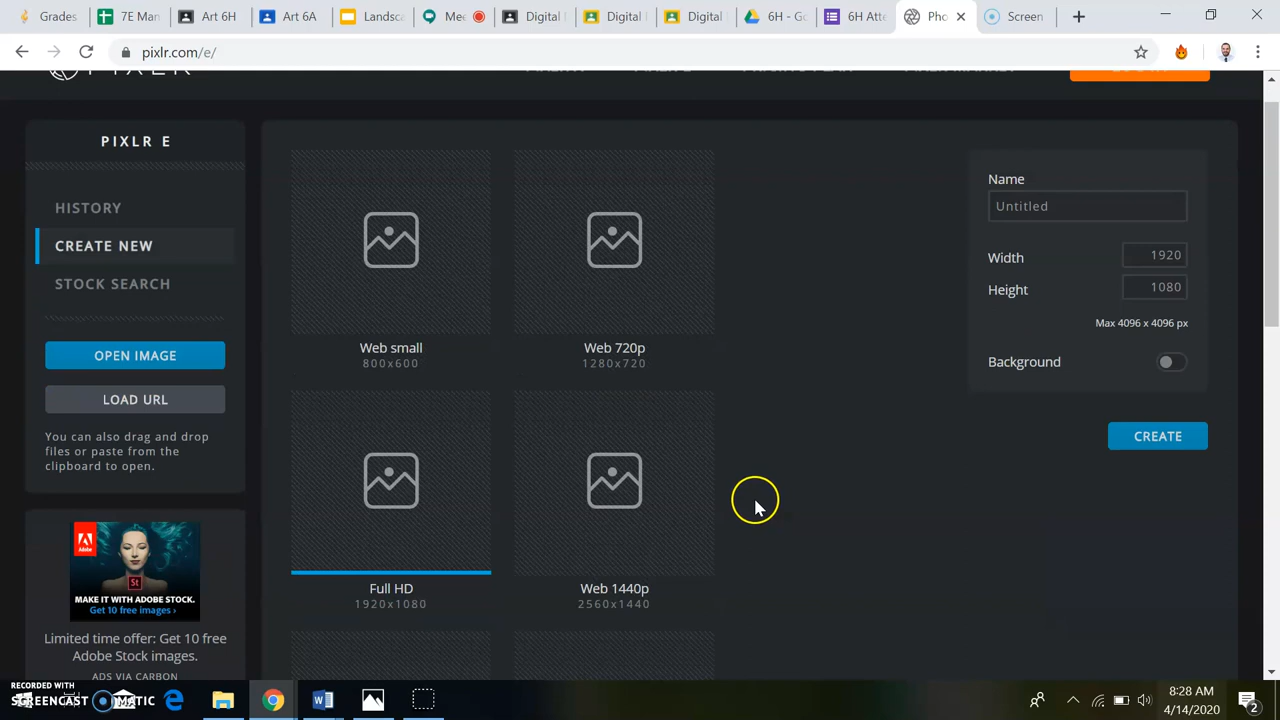 Grades
7t Man
Art 6H
Art 6A
Landsc
Mee
Digital
Digital
Digital
6H - C
6H Atte
Pho
Screen
pixlr.com/e/
PIXLR
PIXLR E
HISTORY
CREATE NEW
STOCK SEARCH
OPEN IMAGE
LOAD URL
You can also drag and drop
files or paste from the
clipboard to open.
MAKE IT WITH ADOBE STOCK.
Get 10 free images ›
St
Limited time offer: Get 10 free
Adobe Stock images.
ADS VIA CARBON
Web small
800x600
Web 720p
1280x720
Full HD
1920x1080
Web 1440p
2560x1440
Name
Untitled
Width 1920
Height 1080
Max 4096 x 4096 px
Background
CREATE
RECORDED WITH
SCREENCAST MATIC
8:28 AM
4/14/2020
2